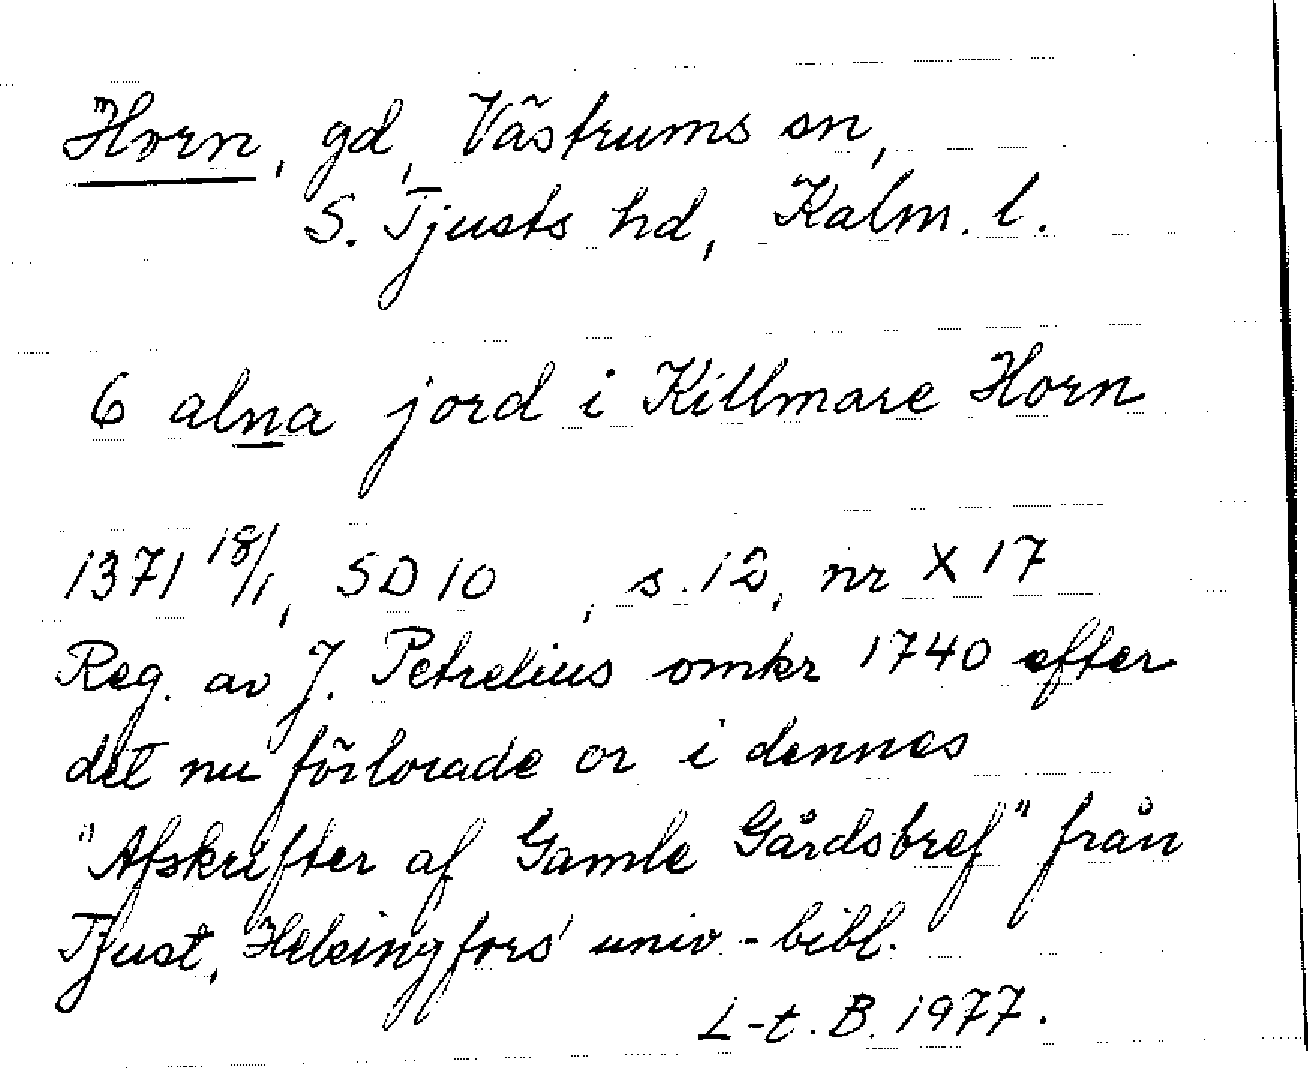 Horn, gd, Västrums sn,
S. Tjusts hd, Kalm. l.
6 alna jord i Killmare Horn
1371 18/1, SD 10 , s. 12, nr X 17
Reg. av J. Petrelius omkr 1740 efter
det nu förlorade or i dennes
"Afskrifter af Gamle Gårdsbref" från
Tjust, Helsingfors' univ.-bibl.
L-t. B. 1977.